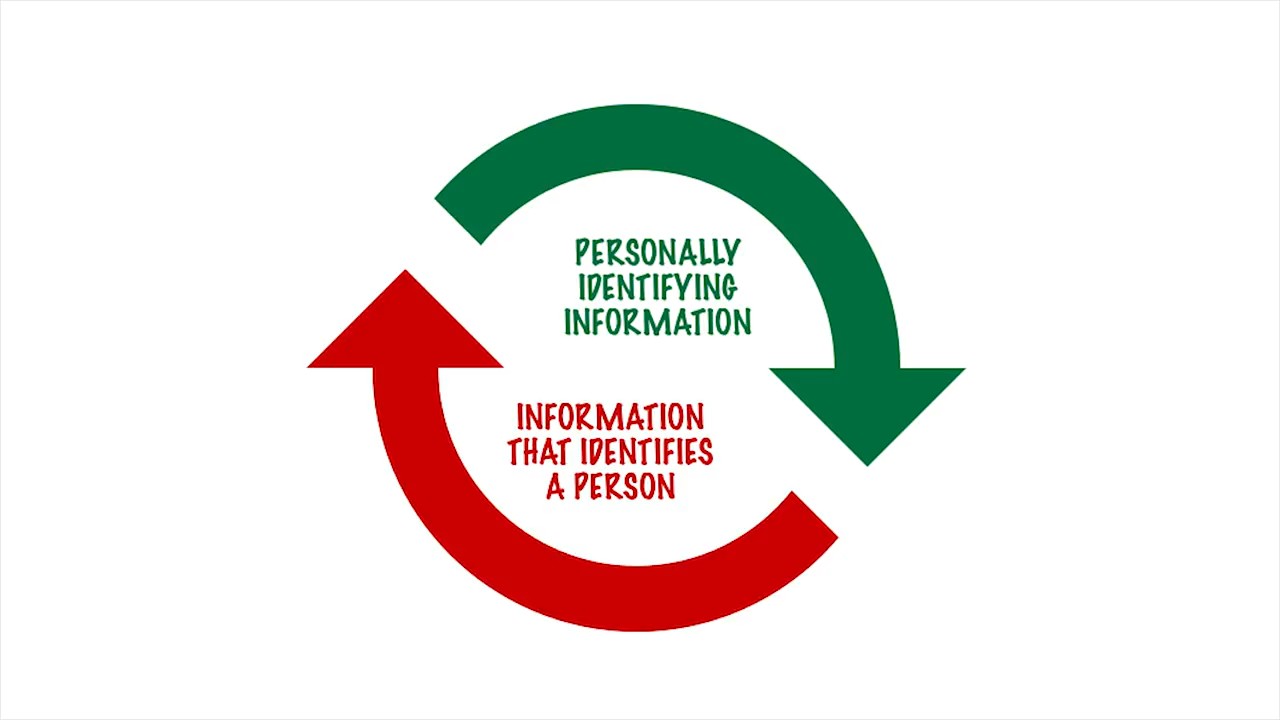 PERSONALLY
IDENTIFYING
INFORMATION
INFORMATION
THAT IDENTIFIES
A PERSON